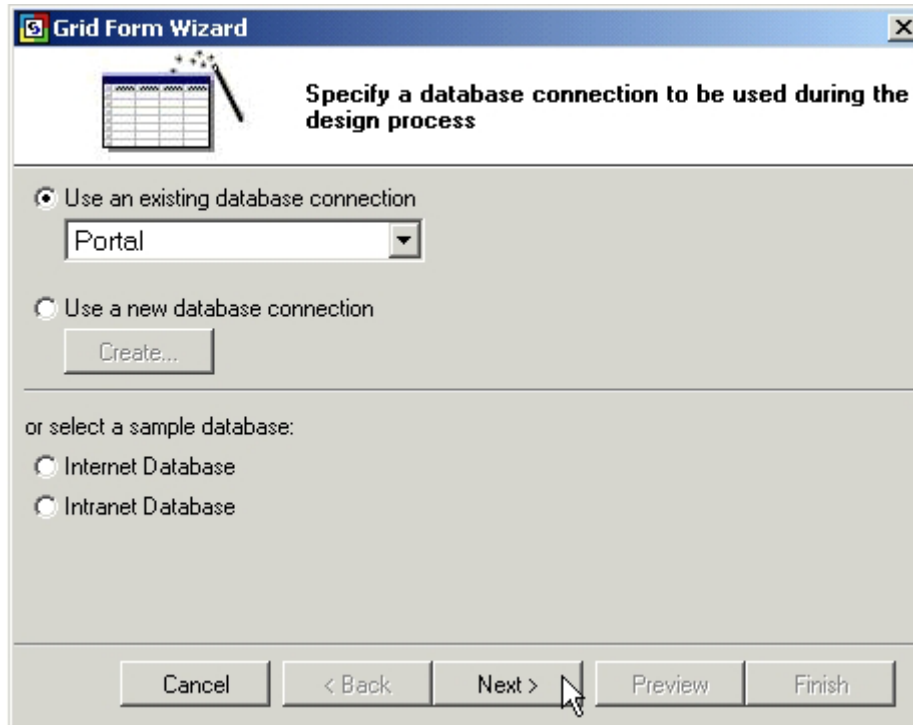 Grid Form Wizard
Specify a database connection to be used during the
design process
Use an existing database connection
Portal
Use a new database connection
Create...
or select a sample database:
Internet Database
Intranet Database
Cancel
< Back
Next >
Preview
Finish